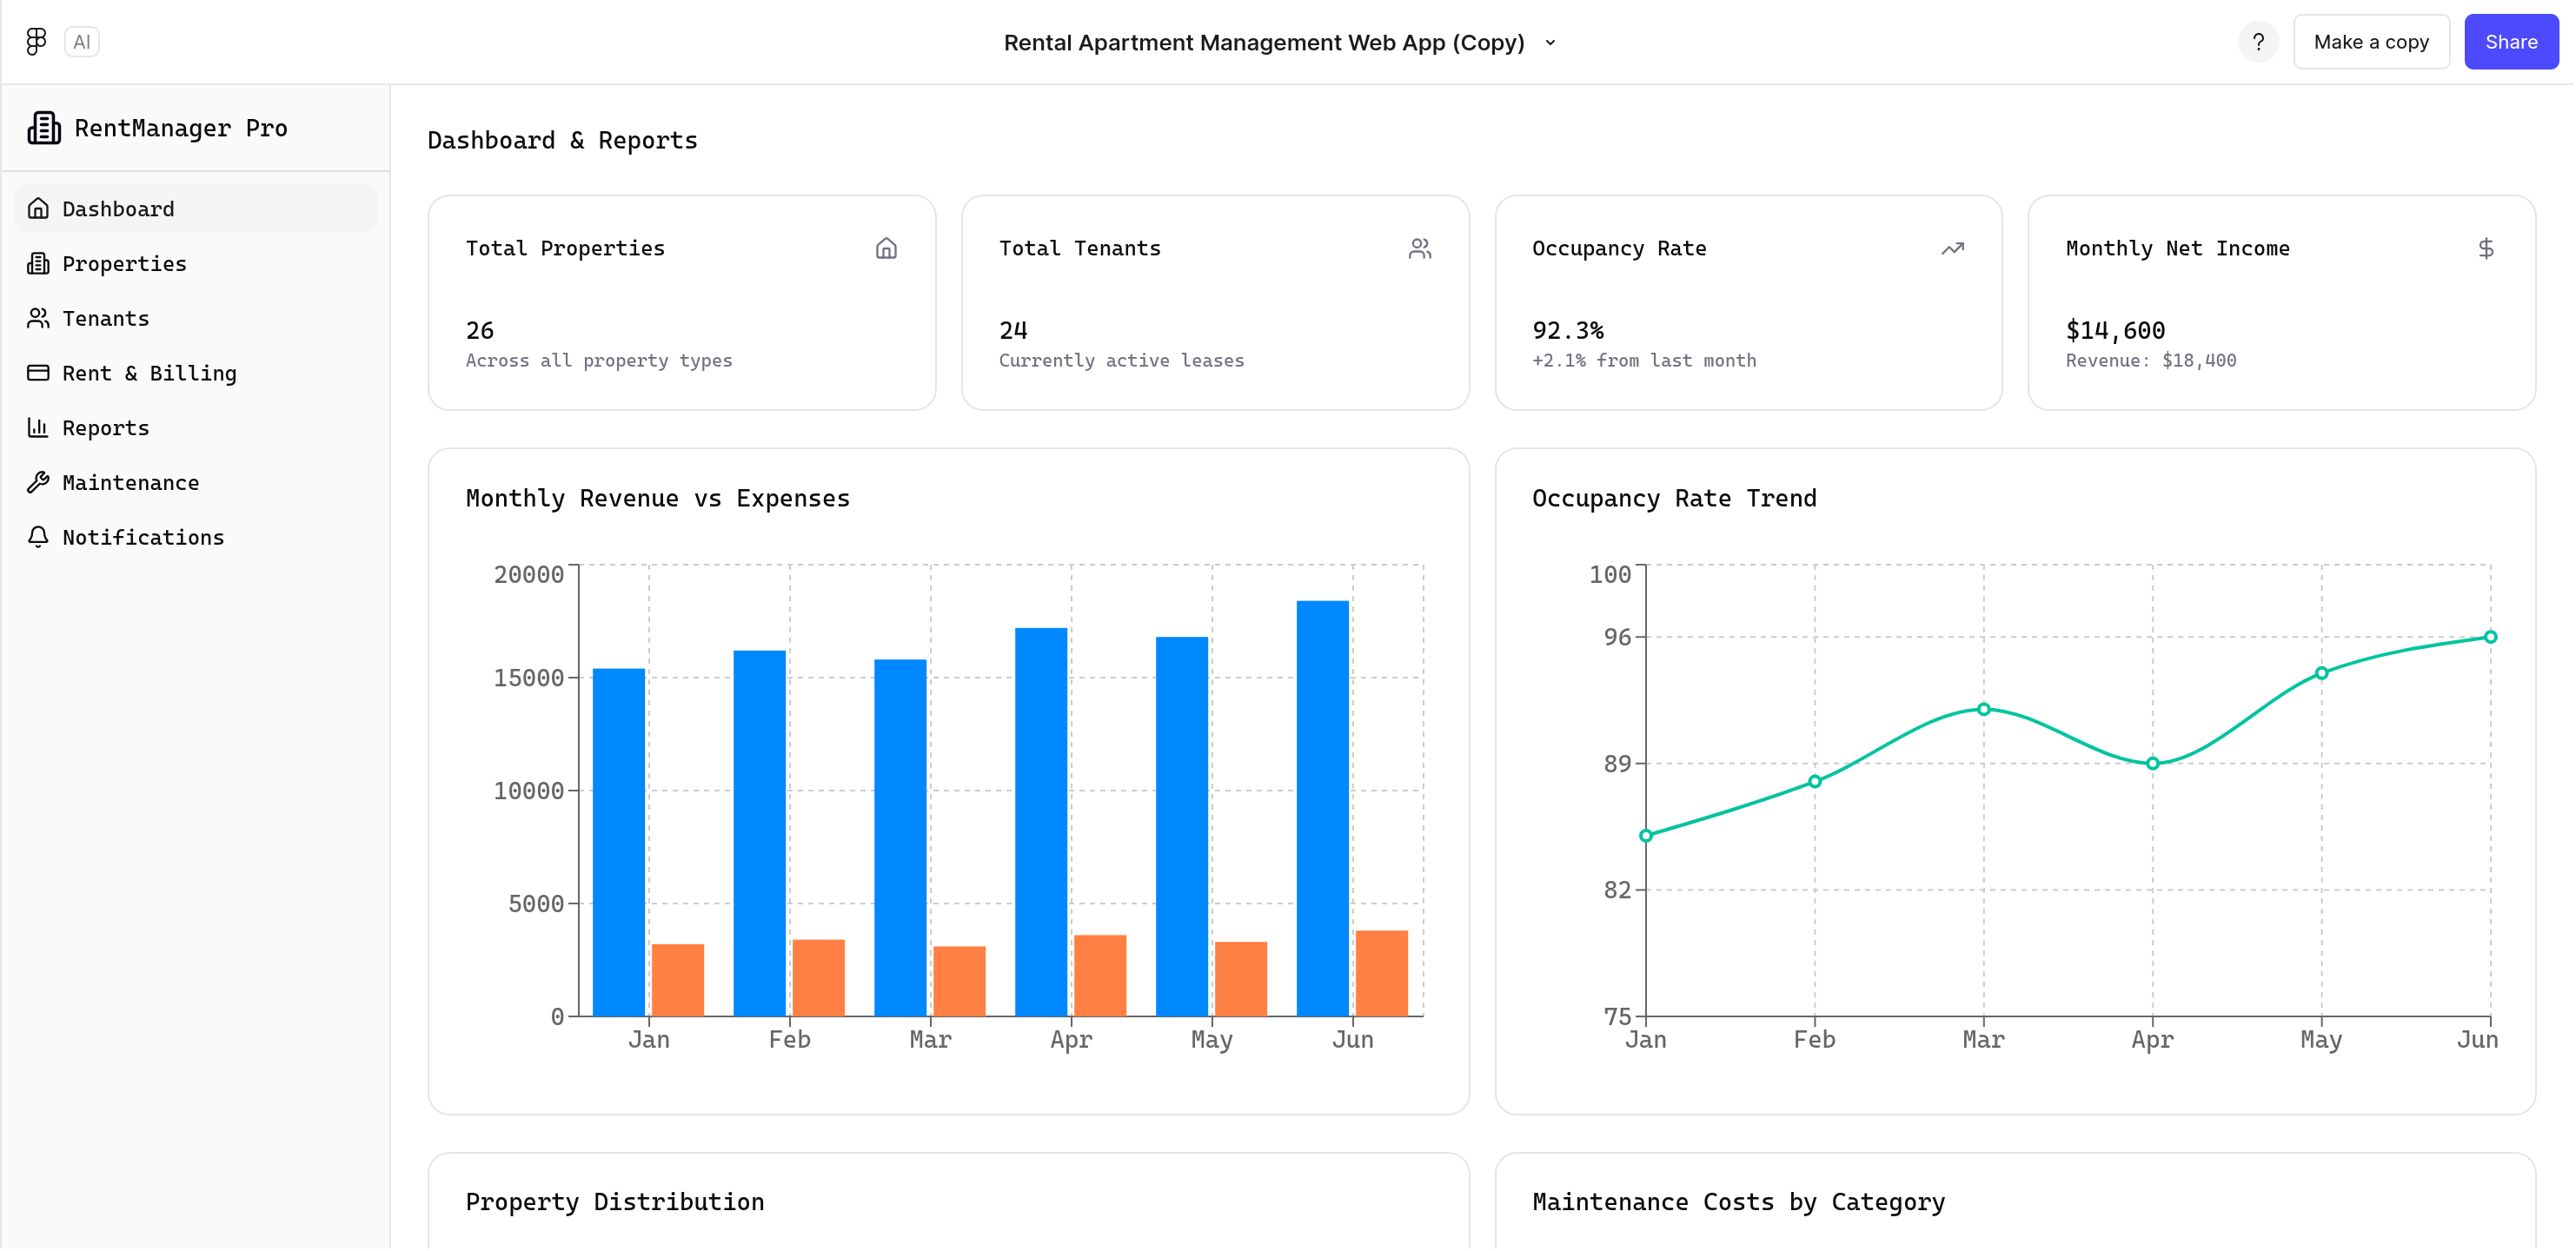 AI
Rental Apartment Management Web App (Copy)
?
Make a copy
Share
RentManager Pro
Dashboard
Properties
Tenants
Rent & Billing
Reports
Maintenance
Notifications
Dashboard & Reports
Total Properties
26
Across all property types
Total Tenants
24
Currently active leases
Occupancy Rate
92.3%
+2.1% from last month
Monthly Net Income
$14,600
Revenue: $18,400
Monthly Revenue vs Expenses
20000
15000
10000
5000
0
Jan Feb Mar Apr May Jun
Occupancy Rate Trend
100
96
89
82
75
Jan Feb Mar Apr May Jun
Property Distribution
Maintenance Costs by Category